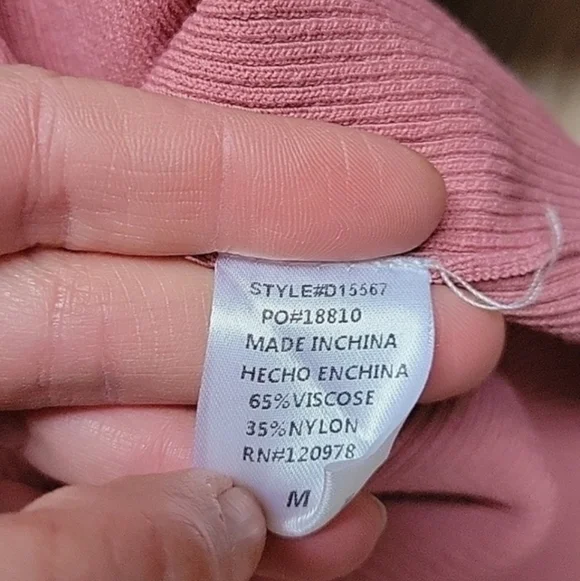 STYLE#D15567
PO#18810
MADE INCHINA
HECHO ENCHINA
65%VISCOSE
35%NYLON
RN#120978
M